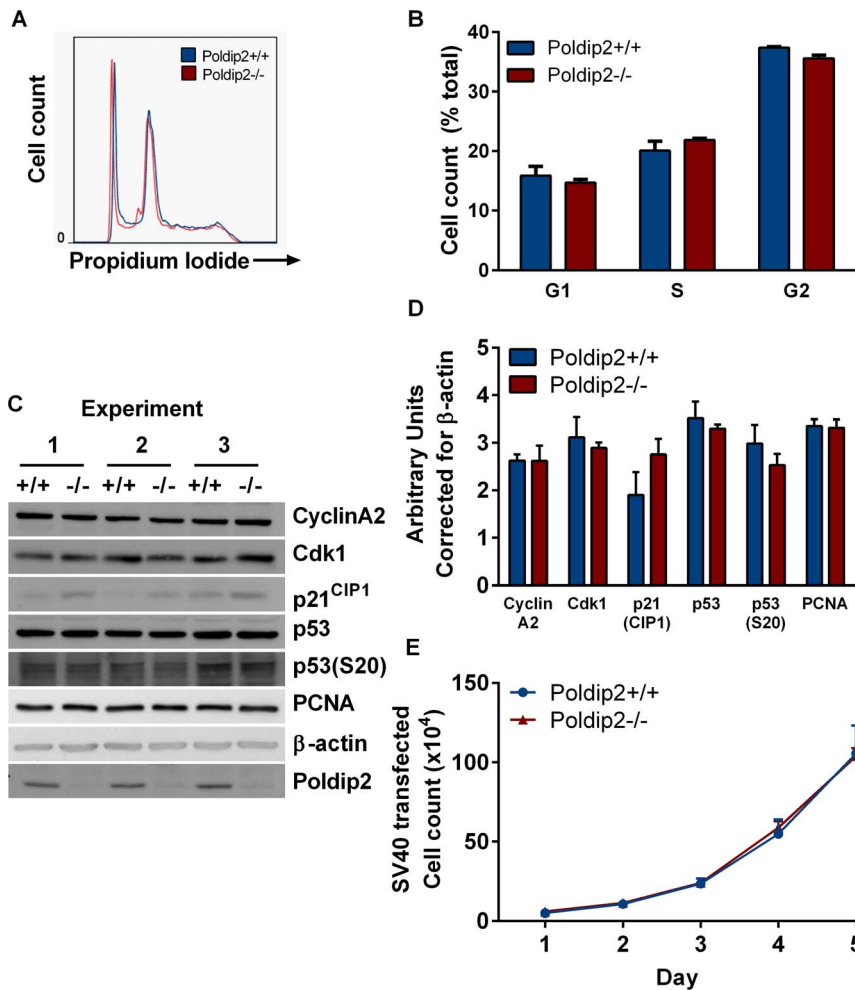 A
Poldip2+/+
Poldip2-/-
Cell count
0
Propidium Iodide
B
Poldip2+/+
Poldip2-/-
Cell count (% total)
40
30
20
10
0
G1 S G2
C
Experiment
1 2 3
+/+ -/- +/+ -/- +/+ -/-
CyclinA2
Cdk1
p21CIP1
p53
p53(S20)
PCNA
β-actin
Poldip2
D
Poldip2+/+
Poldip2-/-
Arbitrary Units
Corrected for β-actin
5
4
3
2
1
0
Cyclin A2
Cdk1
p21 (CIP1)
p53
p53 (S20)
PCNA
E
Poldip2+/+
Poldip2-/-
SV40 transfected
Cell count (x10⁴)
150
100
50
0
1 2 3 4 5
Day